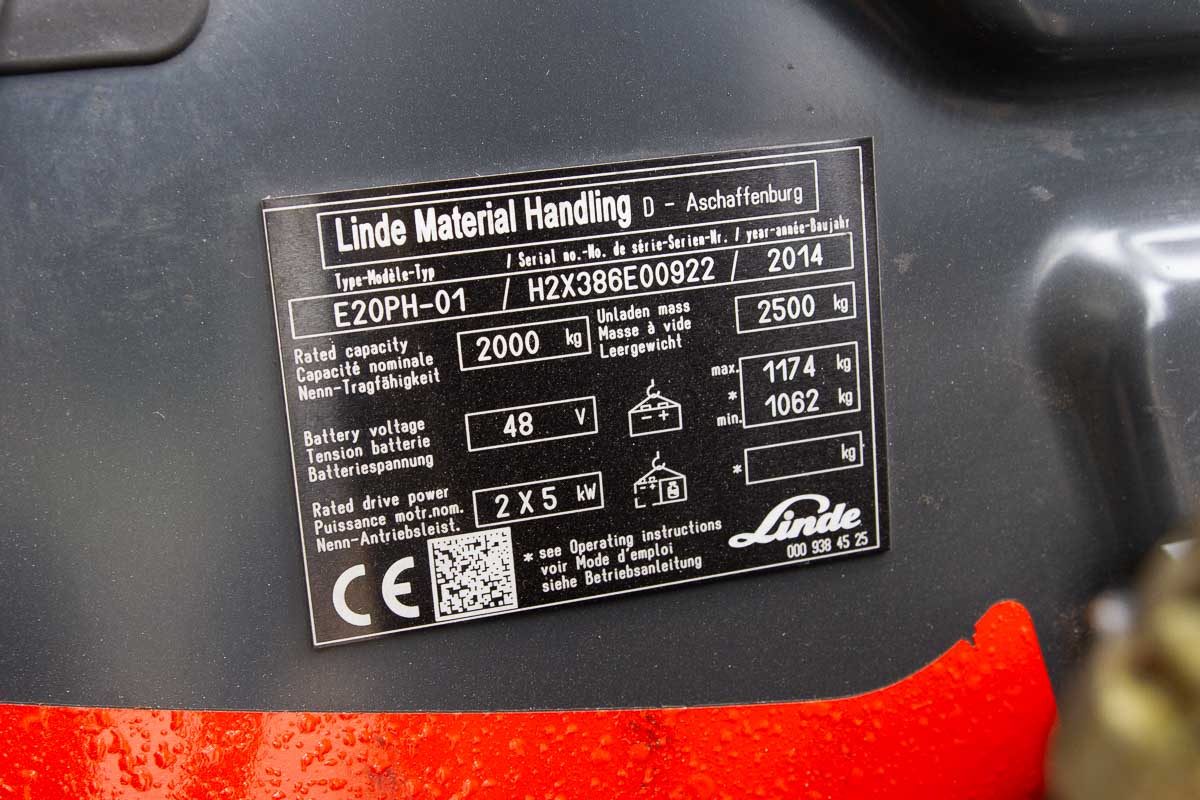 Linde Material Handling D - Aschaffenburg
Type-Modèle-Typ / Serial no.-No. de série-Serien-Nr. / year-année-Baujahr
E20PH-01 / H2X386E00922 / 2014
Rated capacity
Capacité nominale
Nenn-Tragfähigkeit
2000 kg
Unladen mass
Masse à vide
Leergewicht
2500 kg
Battery voltage
Tension batterie
Batteriespannung
48 V
- +
max. 1174 kg
*
min. 1062 kg
Rated drive power
Puissance motr.nom.
Nenn-Antriebsleist.
2 X 5 kW
- +
* kg
CE
* see Operating instructions
voir Mode d'emploi
siehe Betriebsanleitung
Linde
000 938 45 25